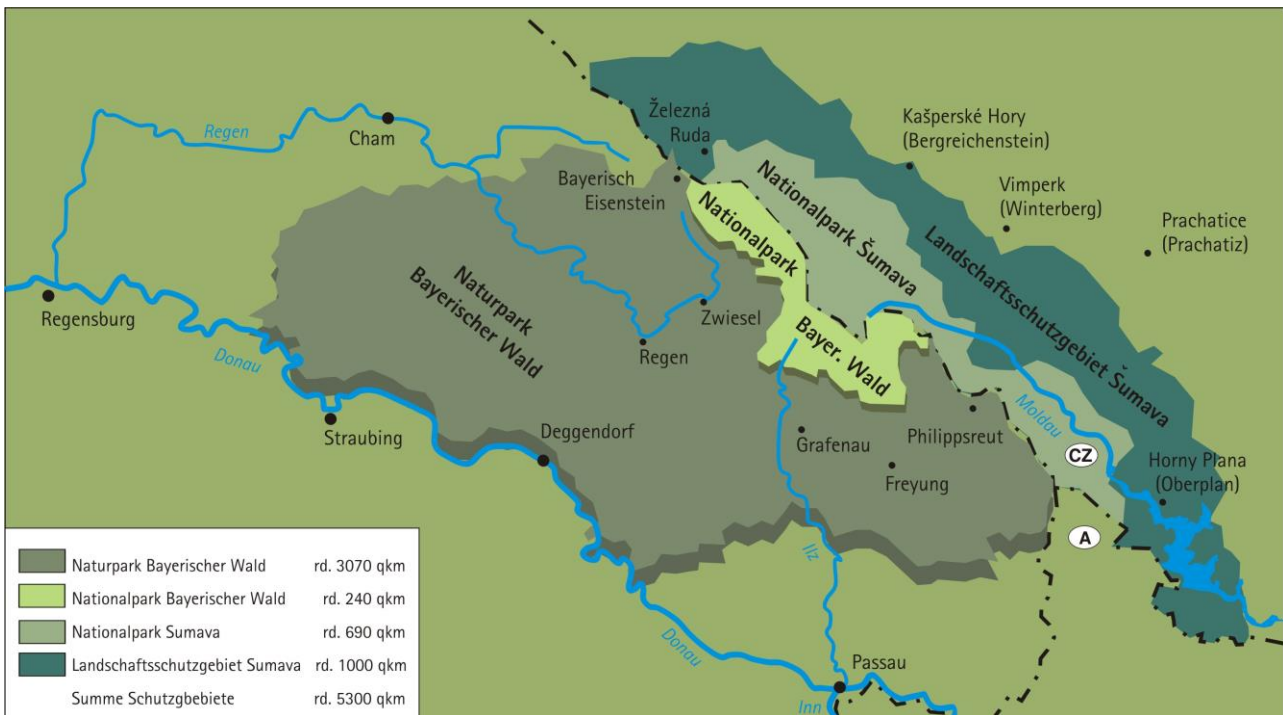 Regen
Cham
Železná
Ruda
Kašperské Hory
(Bergreichenstein)
Bayerisch
Eisenstein
Vimperk
(Winterberg)
Prachatice
(Prachatiz)
Nationalpark
Nationalpark Šumava
Landschaftsschutzgebiet Šumava
Naturpark
Bayerischer Wald
Regensburg
Zwiesel
Regen
Bayer. Wald
Donau
Straubing
Deggendorf
Grafenau
Philippsreut
Freyung
Moldau
CZ
Horny Plana
(Oberplan)
A
Ilz
Donau
Passau
Inn
Naturpark Bayerischer Wald rd. 3070 qkm
Nationalpark Bayerischer Wald rd. 240 qkm
Nationalpark Sumava rd. 690 qkm
Landschaftsschutzgebiet Sumava rd. 1000 qkm
Summe Schutzgbebiete rd. 5300 qkm